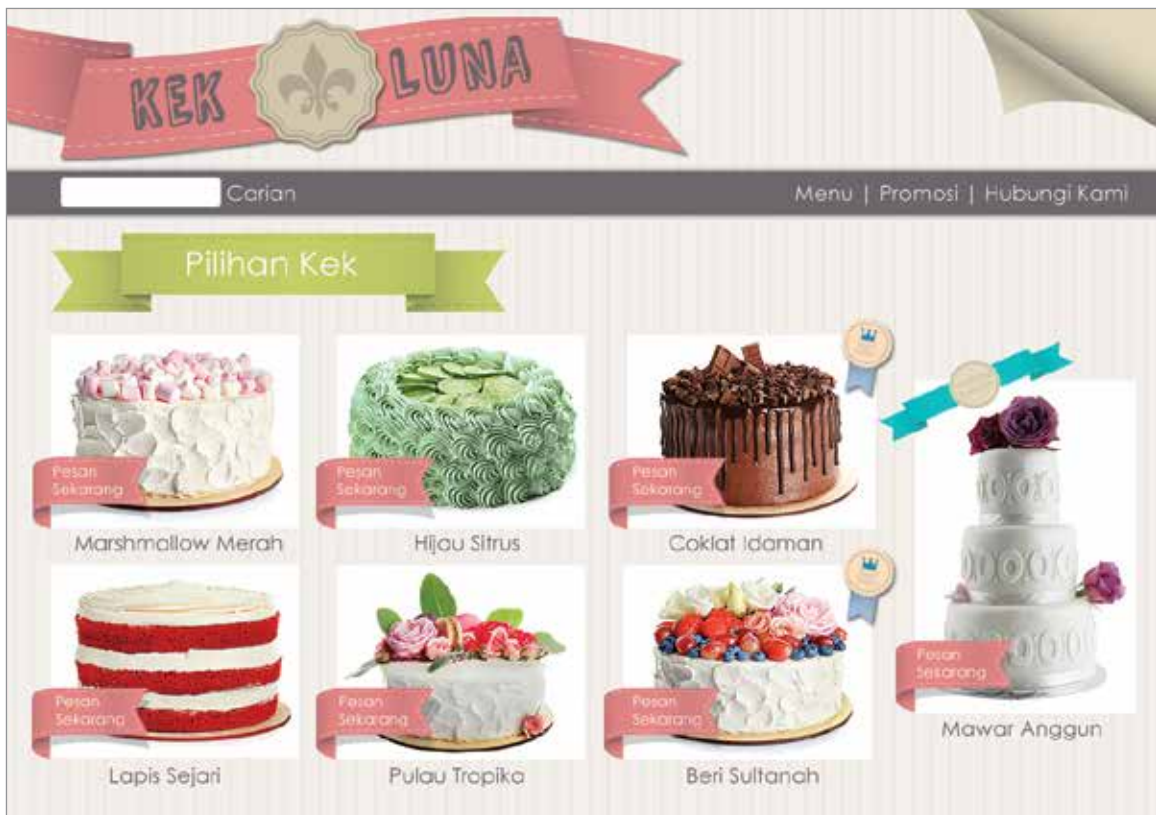 KEK LUNA
Carian
Menu | Promosi | Hubungi Kami
Pilihan Kek
Pesan
Sekarang
Marshmallow Merah
Pesan
Sekarang
Hijau Sitrus
Pesan
Sekarang
Coklat Idaman
Pesan
Sekarang
Lapis Sejari
Pesan
Sekarang
Pulau Tropika
Pesan
Sekarang
Beri Sultanah
Pesan
Sekarang
Mawar Anggun